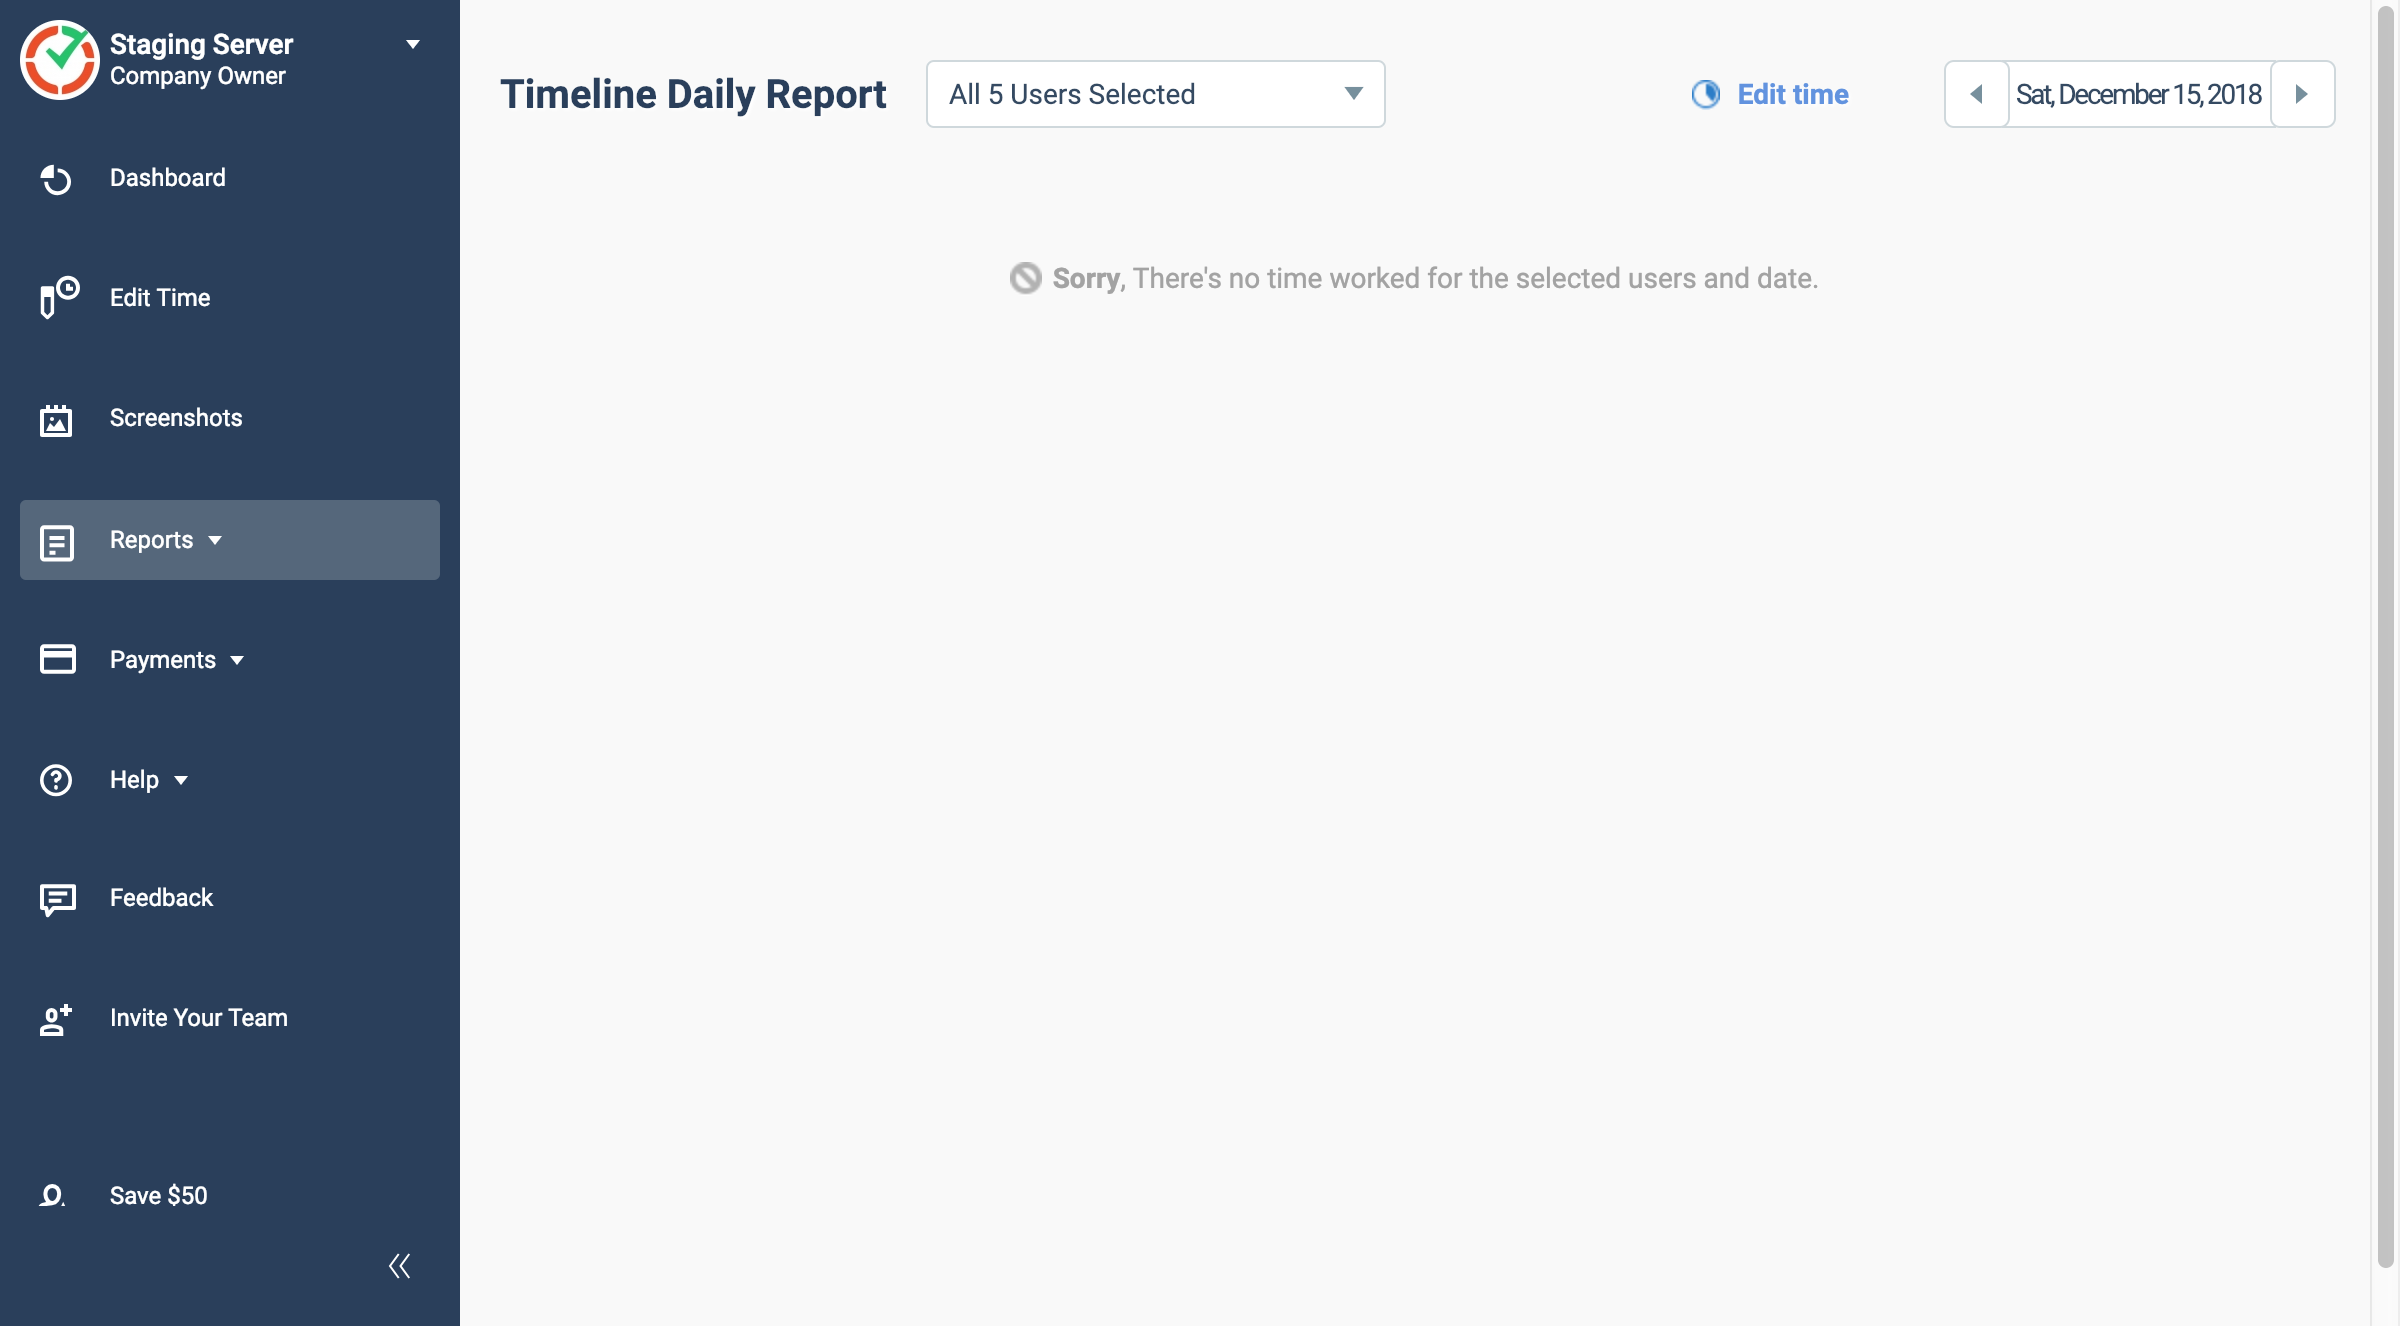 Staging Server
Company Owner
Dashboard
Edit Time
Screenshots
Reports
Payments
Help
Feedback
Invite Your Team
Save $50
Timeline Daily Report
All 5 Users Selected
Edit time
Sat, December 15, 2018
Sorry, There's no time worked for the selected users and date.